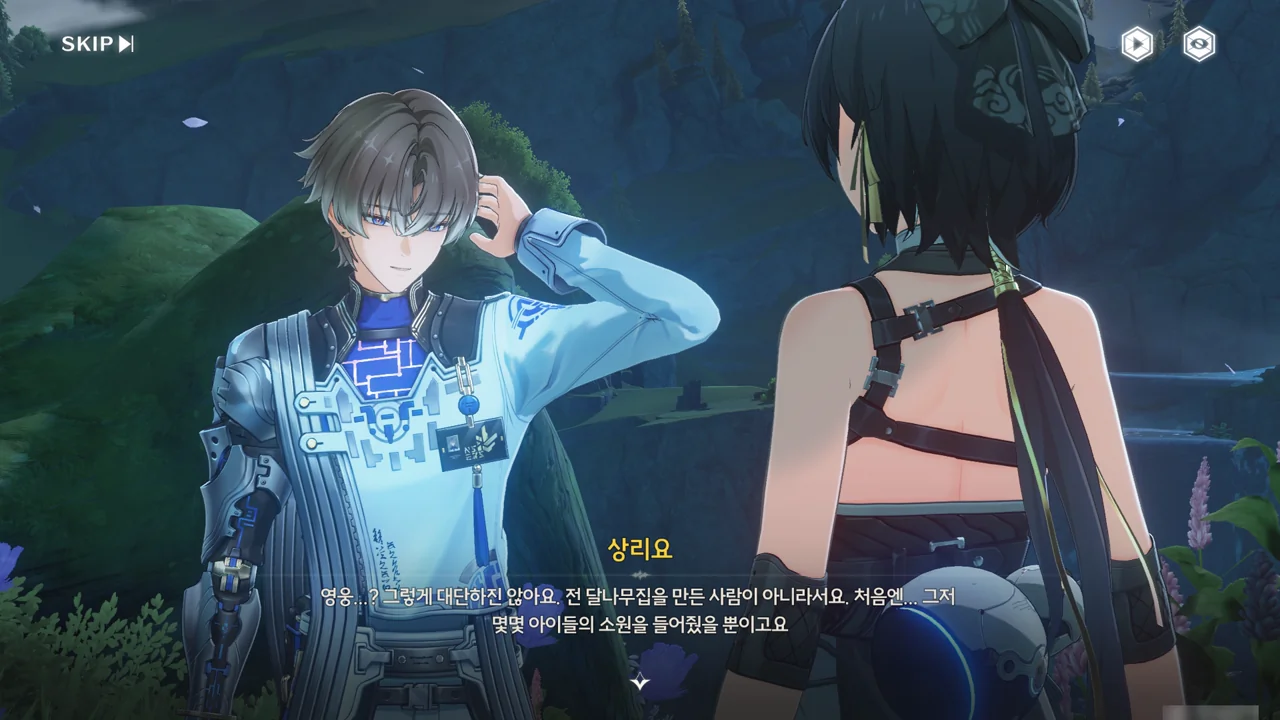 SKIP
상리요
영웅...? 그렇게 대단하진 않아요. 전 달나무집을 만든 사람이 아니라서요. 처음엔... 그저
몇몇 아이들의 소원을 들어줬을 뿐이고요